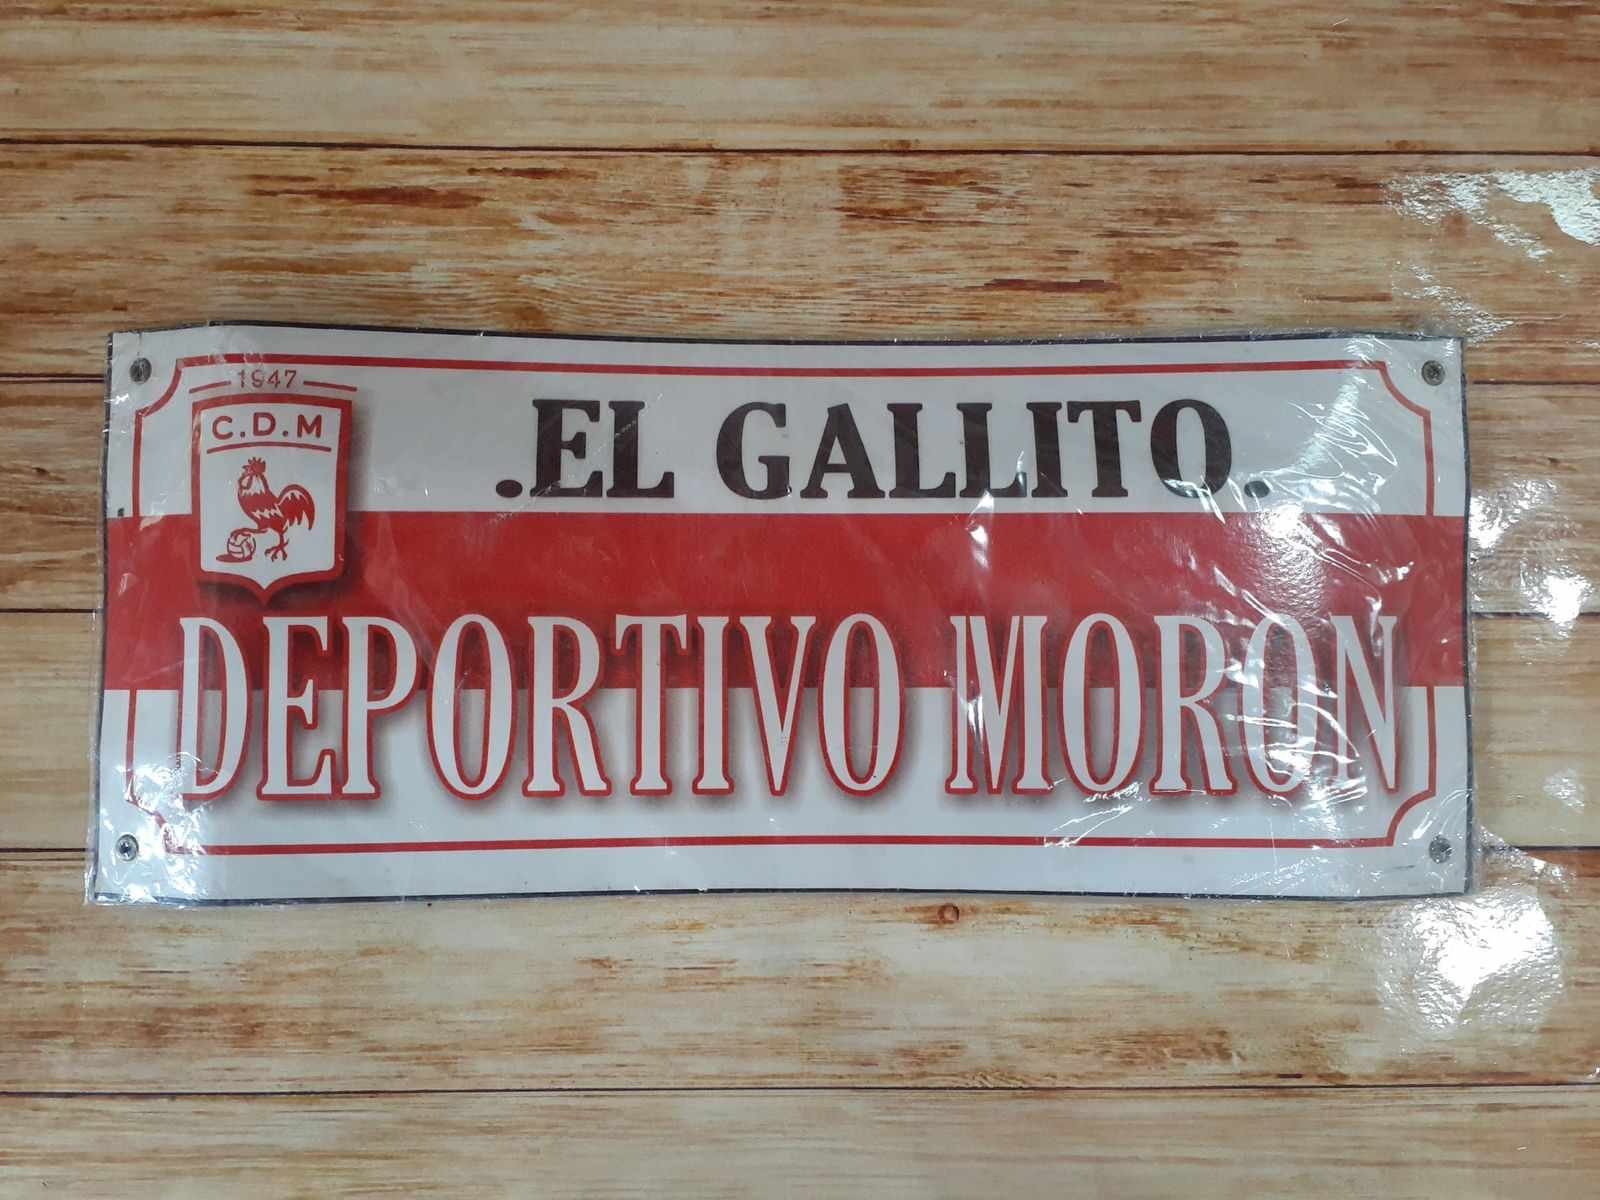 1947
C.D.M
.EL GALLITO.
DEPORTIVO MORON